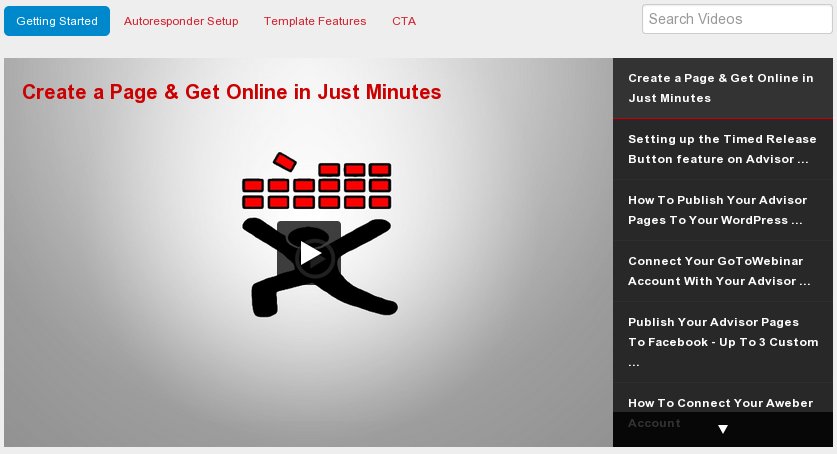 Getting Started
Autoresponder Setup
Template Features
CTA
Search Videos
Create a Page & Get Online in Just Minutes
Create a Page & Get Online in
Just Minutes
Setting up the Timed Release
Button feature on Advisor ...
How To Publish Your Advisor
Pages To Your WordPress ...
Connect Your GoToWebinar
Account With Your Advisor ...
Publish Your Advisor Pages
To Facebook - Up To 3 Custom
...
How To Connect Your Aweber
Account